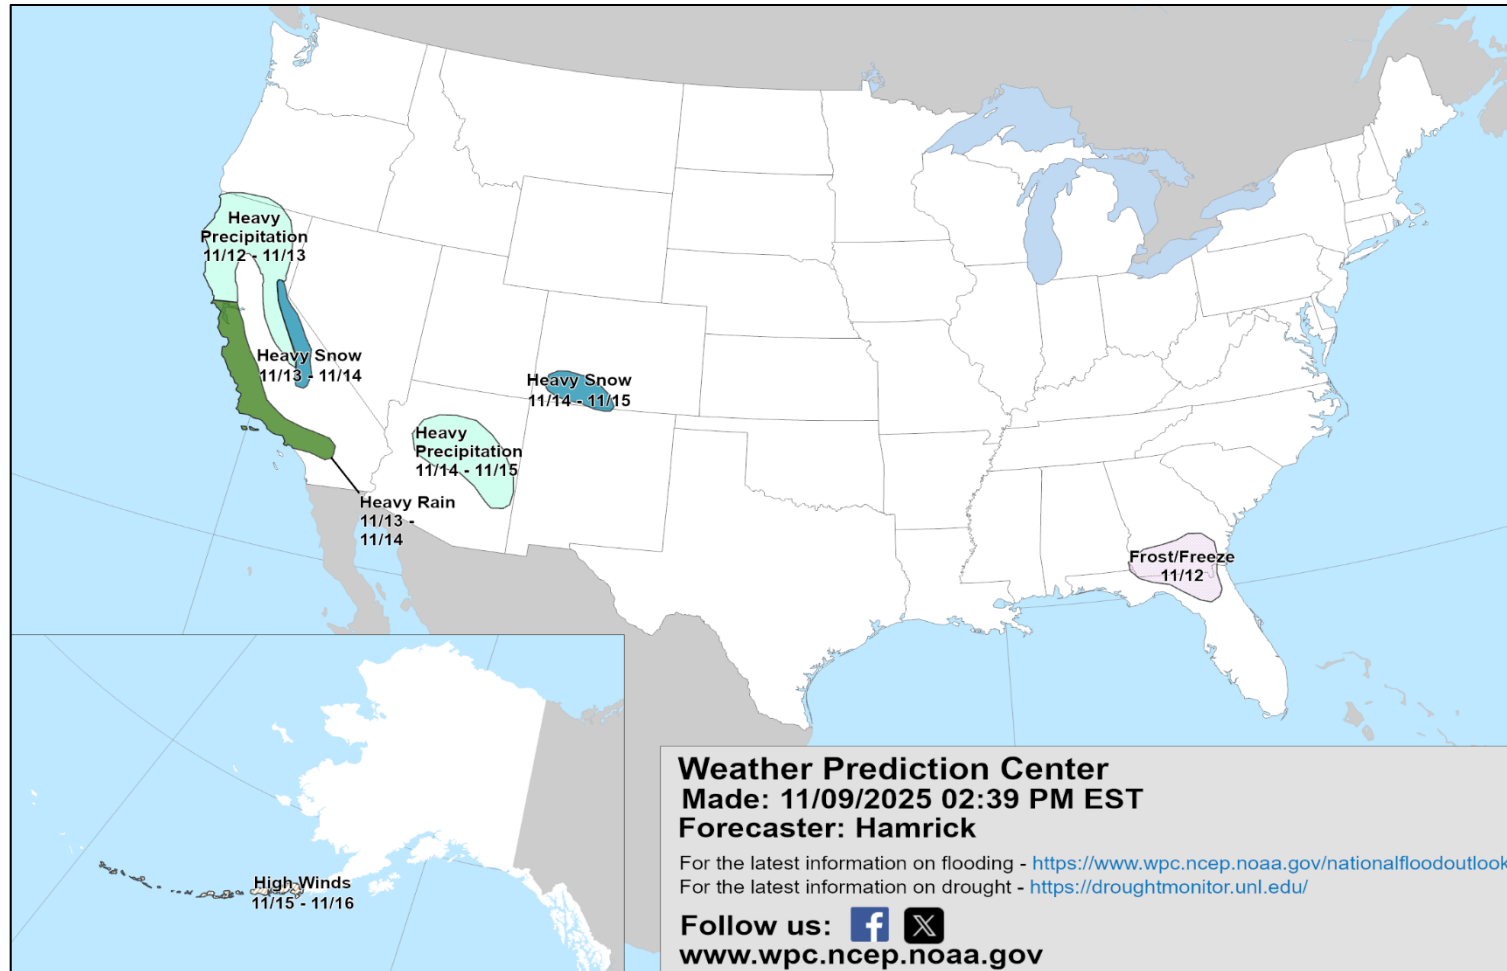 Heavy
Precipitation
11/12 - 11/13
Heavy Snow
11/13 - 11/14
Heavy Snow
11/14 - 11/15
Heavy
Precipitation
11/14 - 11/15
Heavy Rain
11/13 -
11/14
Frost/Freeze
11/12
High Winds
11/15 - 11/16
Weather Prediction Center
Made: 11/09/2025 02:39 PM EST
Forecaster: Hamrick
For the latest information on flooding - https://www.wpc.ncep.noaa.gov/nationalfloodoutlook
For the latest information on drought - https://droughtmonitor.unl.edu/
Follow us:
www.wpc.ncep.noaa.gov